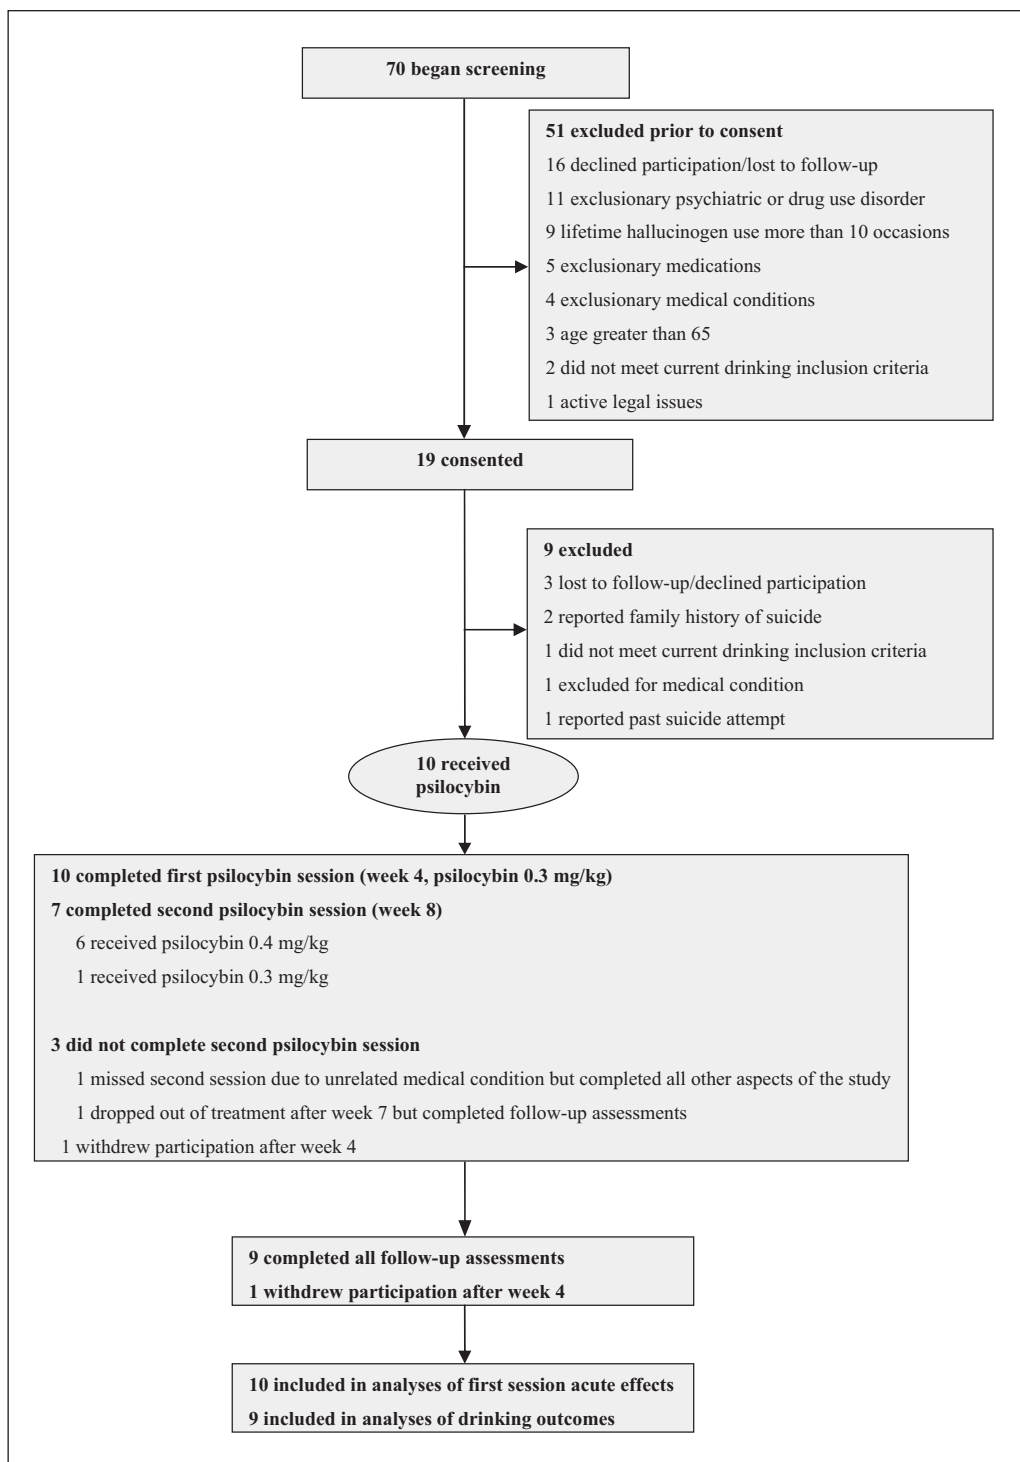 70 began screening
51 excluded prior to consent
16 declined participation/lost to follow-up
11 exclusionary psychiatric or drug use disorder
9 lifetime hallucinogen use more than 10 occasions
5 exclusionary medications
4 exclusionary medical conditions
3 age greater than 65
2 did not meet current drinking inclusion criteria
1 active legal issues
19 consented
9 excluded
3 lost to follow-up/declined participation
2 reported family history of suicide
1 did not meet current drinking inclusion criteria
1 excluded for medical condition
1 reported past suicide attempt
10 received
psilocybin
10 completed first psilocybin session (week 4, psilocybin 0.3 mg/kg)
7 completed second psilocybin session (week 8)
6 received psilocybin 0.4 mg/kg
1 received psilocybin 0.3 mg/kg
3 did not complete second psilocybin session
1 missed second session due to unrelated medical condition but completed all other aspects of the study
1 dropped out of treatment after week 7 but completed follow-up assessments
1 withdrew participation after week 4
9 completed all follow-up assessments
1 withdrew participation after week 4
10 included in analyses of first session acute effects
9 included in analyses of drinking outcomes